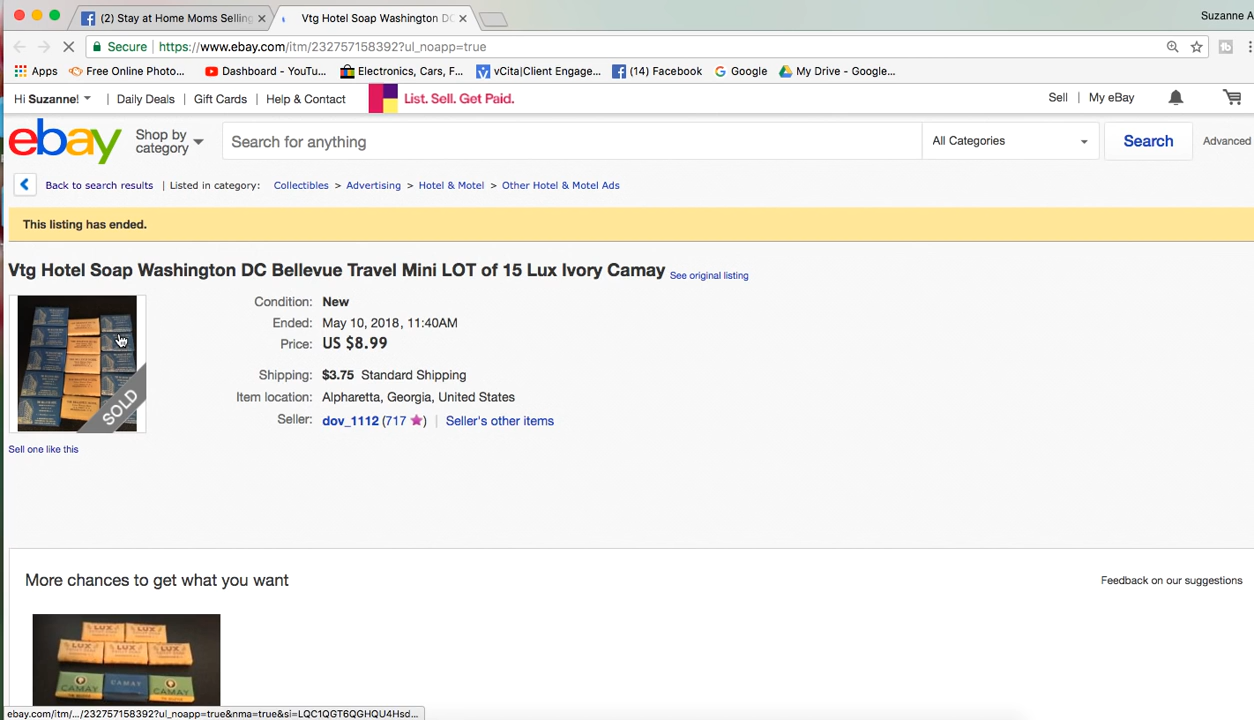 (2) Stay at Home Moms Selling
Vtg Hotel Soap Washington DC
Suzanne A
Secure
https://www.ebay.com/itm/232757158392?ul_noapp=true
Apps
Free Online Photo...
Dashboard - YouTu...
Electronics, Cars, F...
vCita|Client Engage...
(14) Facebook
Google
My Drive - Google...
Hi Suzanne!
Daily Deals
Gift Cards
Help & Contact
List. Sell. Get Paid.
Sell
My eBay
ebay
Shop by
category
Search for anything
All Categories
Search
Advanced
Back to search results
Listed in category: Collectibles > Advertising > Hotel & Motel > Other Hotel & Motel Ads
This listing has ended.
Vtg Hotel Soap Washington DC Bellevue Travel Mini LOT of 15 Lux Ivory Camay See original listing
Condition: New
Ended: May 10, 2018, 11:40AM
Price: US $8.99
Shipping: $3.75 Standard Shipping
Item location: Alpharetta, Georgia, United States
Seller: dov_1112 (717 ) | Seller's other items
SOLD
Sell one like this
More chances to get what you want
Feedback on our suggestions
LUX LUX
LUX LUX LUX
CAMAY CAMAY CAMAY
ebay.com/itm/.../232757158392?ul_noapp=true&nma=true&si=LQC1QGT6QGHQU4Hsd...